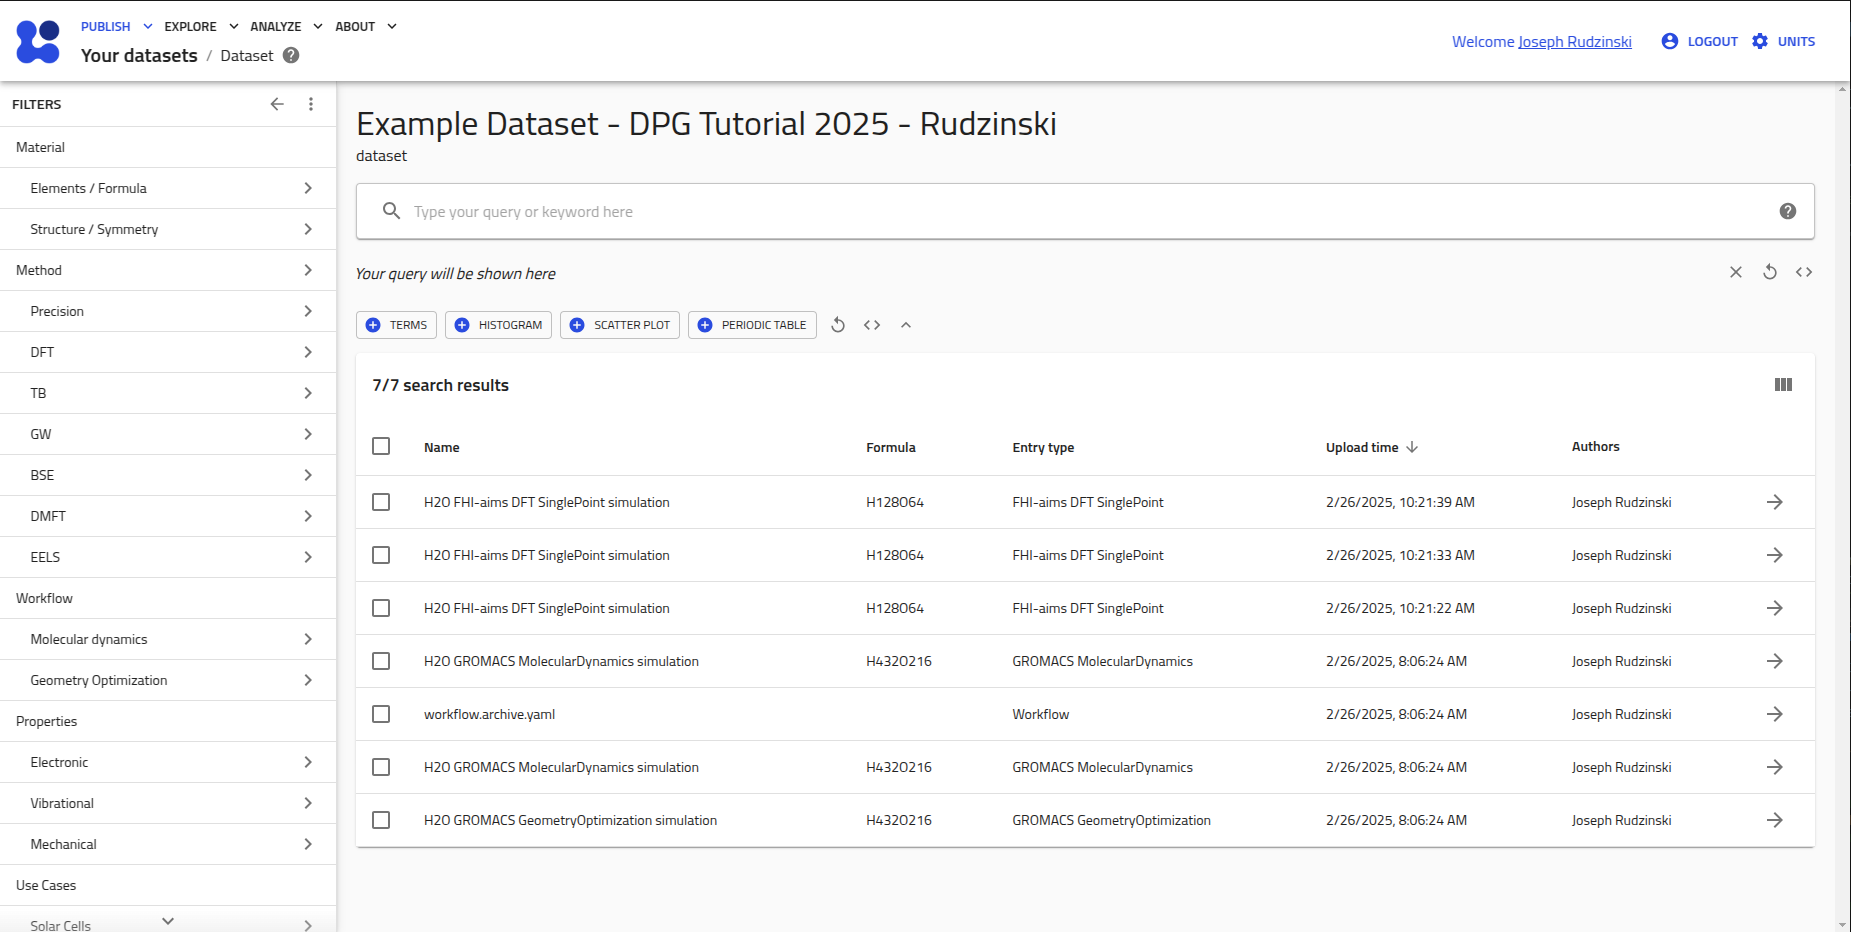 PUBLISH EXPLORE ANALYZE ABOUT
Your datasets / Dataset
Welcome Joseph Rudzinski LOGOUT UNITS
FILTERS
Material
Elements / Formula
Structure / Symmetry
Method
Precision
DFT
TB
GW
BSE
DMFT
EELS
Workflow
Molecular dynamics
Geometry Optimization
Properties
Electronic
Vibrational
Mechanical
Use Cases
Solar Cells
Example Dataset - DPG Tutorial 2025 - Rudzinski
dataset
Type your query or keyword here
Your query will be shown here
TERMS HISTOGRAM SCATTER PLOT PERIODIC TABLE
7/7 search results
Name Formula Entry type Upload time Authors
H2O FHI-aims DFT SinglePoint simulation H128O64 FHI-aims DFT SinglePoint 2/26/2025, 10:21:39 AM Joseph Rudzinski
H2O FHI-aims DFT SinglePoint simulation H128O64 FHI-aims DFT SinglePoint 2/26/2025, 10:21:33 AM Joseph Rudzinski
H2O FHI-aims DFT SinglePoint simulation H128O64 FHI-aims DFT SinglePoint 2/26/2025, 10:21:22 AM Joseph Rudzinski
H2O GROMACS MolecularDynamics simulation H432O216 GROMACS MolecularDynamics 2/26/2025, 8:06:24 AM Joseph Rudzinski
workflow.archive.yaml Workflow 2/26/2025, 8:06:24 AM Joseph Rudzinski
H2O GROMACS MolecularDynamics simulation H432O216 GROMACS MolecularDynamics 2/26/2025, 8:06:24 AM Joseph Rudzinski
H2O GROMACS GeometryOptimization simulation H432O216 GROMACS GeometryOptimization 2/26/2025, 8:06:24 AM Joseph Rudzinski